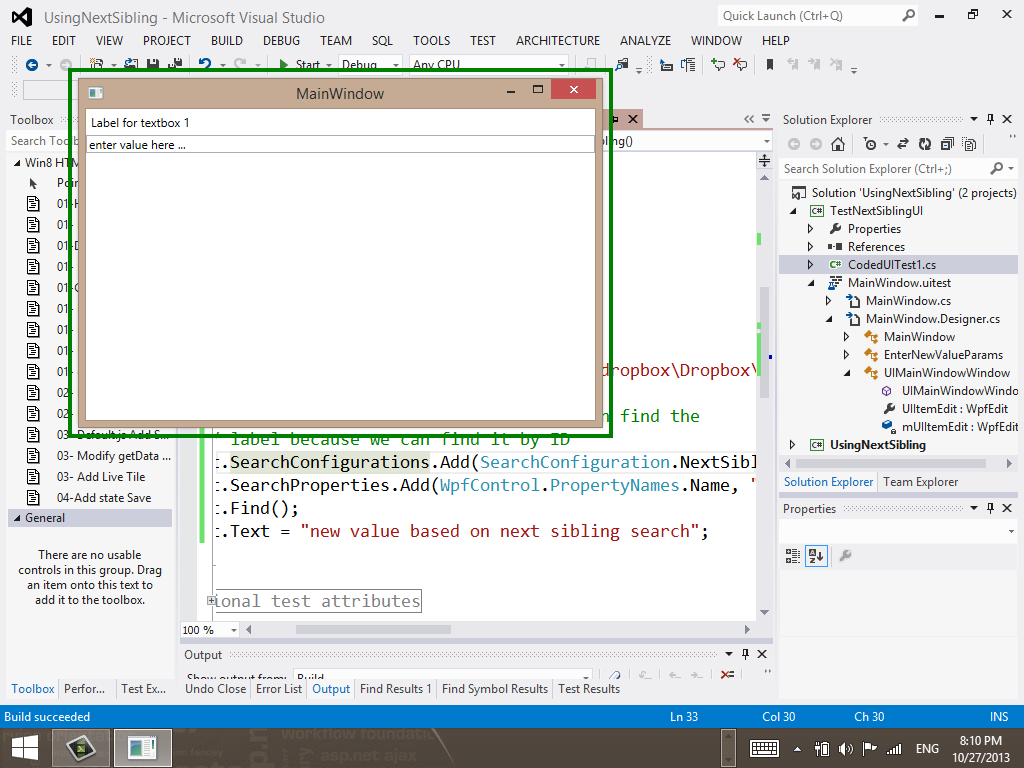 UsingNextSibling - Microsoft Visual Studio
Quick Launch (Ctrl+Q)
FILE EDIT VIEW PROJECT BUILD DEBUG TEAM SQL TOOLS TEST ARCHITECTURE ANALYZE WINDOW HELP
Start Debug Any CPU
MainWindow
Label for textbox 1
enter value here ...
Toolbox
Search Toolb
Win8 HTM
Poin
01-H
01-
01-D
01-
01-C
01-
01-
01-
01-
02-
02-
03- Default.js Add S...
03- Modify getData ...
03- Add Live Tile
04-Add state Save
General
There are no usable
controls in this group. Drag
an item onto this text to
add it to the toolbox.
Toolbox Perfor... Test Ex...
ling()
dropbox\Dropbox\
n find the
label because we can find it by ID
t.SearchConfigurations.Add(SearchConfiguration.NextSibl
t.SearchProperties.Add(WpfControl.PropertyNames.Name, "
t.Find();
t.Text = "new value based on next sibling search";
ional test attributes
100 %
Output
Show output from: Build
Undo Close Error List Output Find Results 1 Find Symbol Results Test Results
Solution Explorer
Search Solution Explorer (Ctrl+;)
Solution 'UsingNextSibling' (2 projects)
TestNextSiblingUI
Properties
References
CodedUITest1.cs
MainWindow.uitest
MainWindow.cs
MainWindow.Designer.cs
MainWindow
EnterNewValueParams
UIMainWindowWindow
UIMainWindowWindo
UIItemEdit : WpfEdit
mUIItemEdit : WpfEdit
UsingNextSibling
Solution Explorer Team Explorer
Properties
Build succeeded Ln 33 Col 30 Ch 30 INS
workflow foundation
asp.net ajax
ENG
8:10 PM
10/27/2013